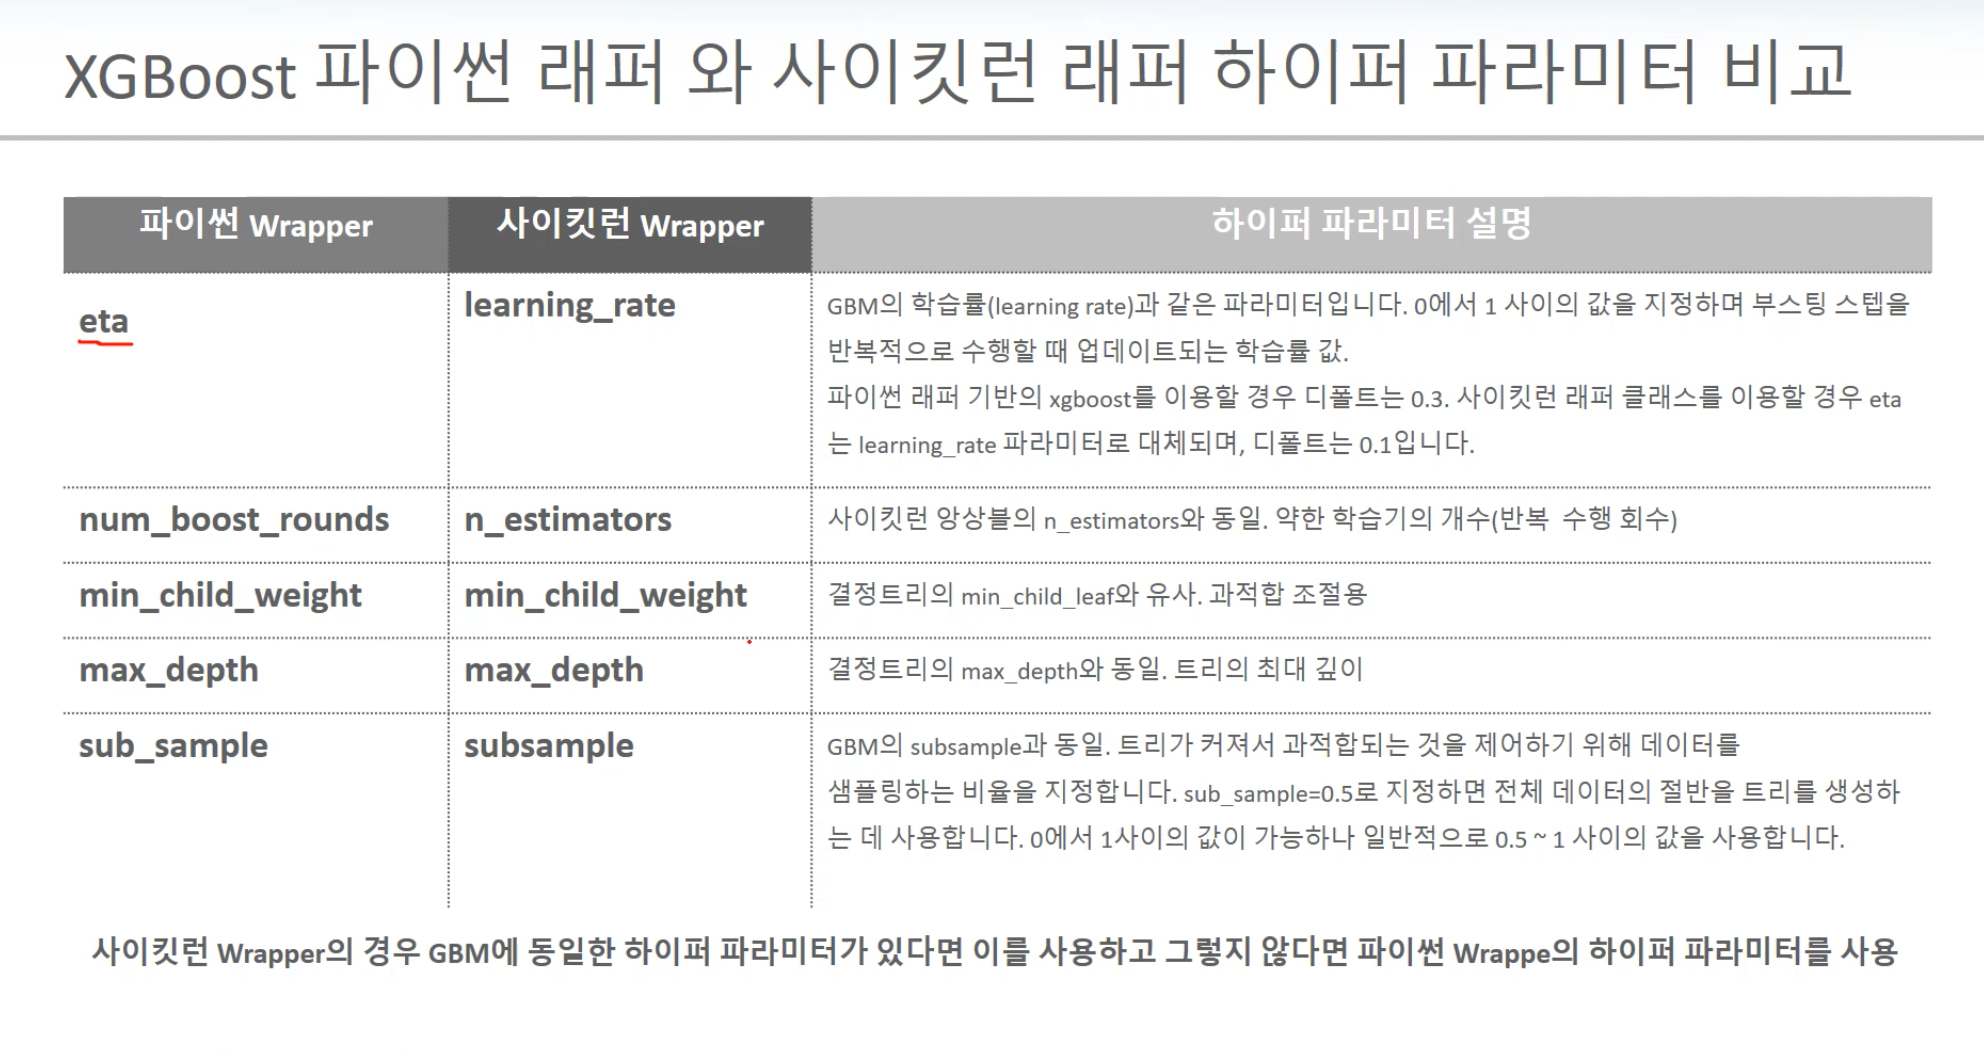 XGBoost 파이썬 래퍼 와 사이킷런 래퍼 하이퍼 파라미터 비교
파이썬 Wrapper
사이킷런 Wrapper
하이퍼 파라미터 설명
eta
learning_rate
GBM의 학습률(learning rate)과 같은 파라미터입니다. 0에서 1 사이의 값을 지정하며 부스팅 스텝을
반복적으로 수행할 때 업데이트되는 학습률 값.
파이썬 래퍼 기반의 xgboost를 이용할 경우 디폴트는 0.3. 사이킷런 래퍼 클래스를 이용할 경우 eta
는 learning_rate 파라미터로 대체되며, 디폴트는 0.1입니다.
num_boost_rounds
n_estimators
사이킷런 앙상블의 n_estimators와 동일. 약한 학습기의 개수(반복 수행 회수)
min_child_weight
min_child_weight
결정트리의 min_child_leaf와 유사. 과적합 조절용
max_depth
max_depth
결정트리의 max_depth와 동일. 트리의 최대 깊이
sub_sample
subsample
GBM의 subsample과 동일. 트리가 커져서 과적합되는 것을 제어하기 위해 데이터를
샘플링하는 비율을 지정합니다. sub_sample=0.5로 지정하면 전체 데이터의 절반을 트리를 생성하
는 데 사용합니다. 0에서 1사이의 값이 가능하나 일반적으로 0.5 ~ 1 사이의 값을 사용합니다.
사이킷런 Wrapper의 경우 GBM에 동일한 하이퍼 파라미터가 있다면 이를 사용하고 그렇지 않다면 파이썬 Wrappe의 하이퍼 파라미터를 사용